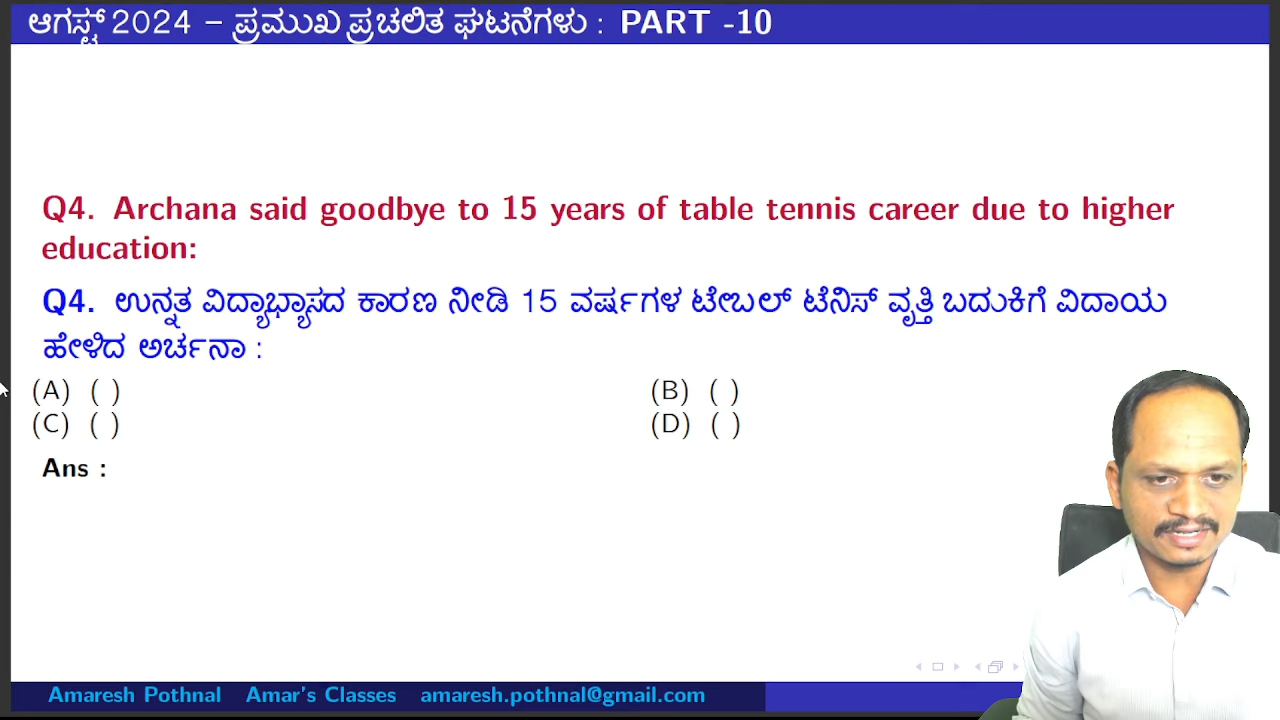 ಆಗಸ್ಟ್ 2024 – ಪ್ರಮುಖ ಪ್ರಚಲಿತ ಘಟನೆಗಳು : PART -10
Q4. Archana said goodbye to 15 years of table tennis career due to higher
education:
Q4. ಉನ್ನತ ವಿದ್ಯಾಭ್ಯಾಸದ ಕಾರಣ ನೀಡಿ 15 ವರ್ಷಗಳ ಟೇಬಲ್ ಟೆನಿಸ್ ವೃತ್ತಿ ಬದುಕಿಗೆ ವಿದಾಯ
ಹೇಳಿದ ಅರ್ಚನಾ :
(A) ( ) (B) ( )
(C) ( ) (D) ( )
Ans :
Amaresh Pothnal Amar's Classes amaresh.pothnal@gmail.com